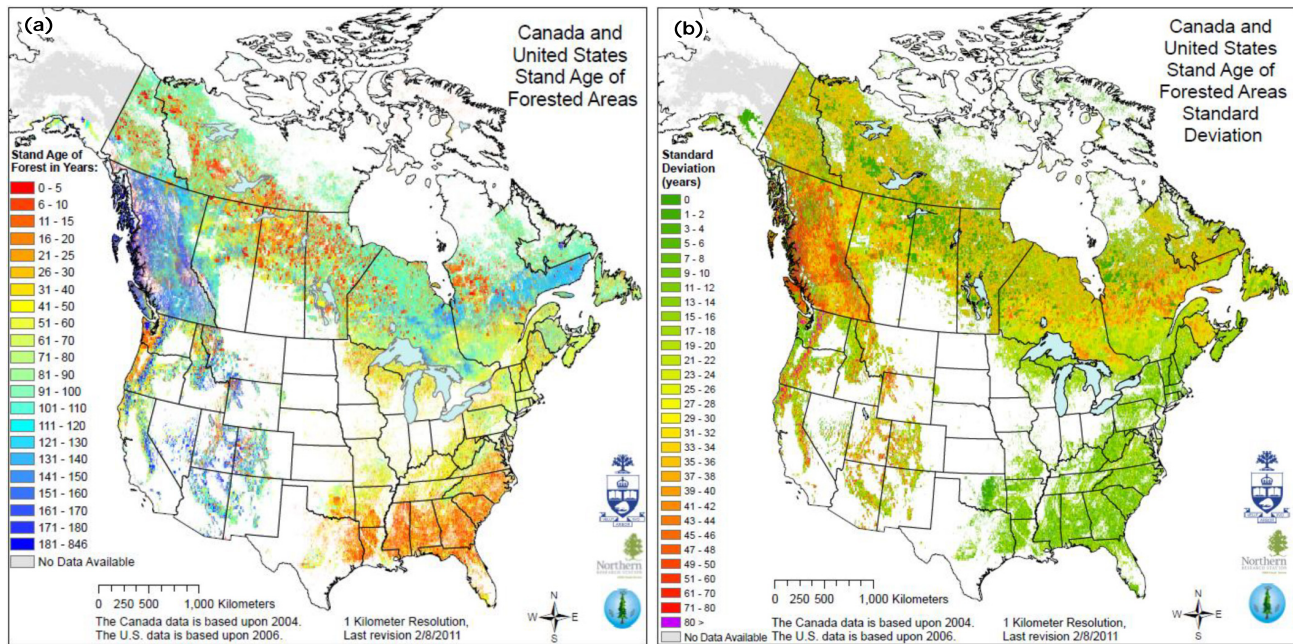 (a)
Canada and
United States
Stand Age of
Forested Areas
Stand Age of
Forest in Years:
0 - 5
6 - 10
11 - 15
16 - 20
21 - 25
26 - 30
31 - 40
41 - 50
51 - 60
61 - 70
71 - 80
81 - 90
91 - 100
101 - 110
111 - 120
121 - 130
131 - 140
141 - 150
151 - 160
161 - 170
171 - 180
181 - 846
No Data Available
0 250 500 1,000 Kilometers
The Canada data is based upon 2004.
The U.S. data is based upon 2006.
1 Kilometer Resolution,
Last revision 2/8/2011
N
W E
S
Northern
(b)
Canada and
United States
Stand Age of
Forested Areas
Standard
Deviation
Standard
Deviation
(years)
0
1 - 2
3 - 4
5 - 6
7 - 8
9 - 10
11 - 12
13 - 14
15 - 16
17 - 18
19 - 20
21 - 22
23 - 24
25 - 26
27 - 28
29 - 30
31 - 32
33 - 34
35 - 36
37 - 38
39 - 40
41 - 42
43 - 44
45 - 46
47 - 48
49 - 50
51 - 60
61 - 70
71 - 80
80 >
No Data Available
0 250 500 1,000 Kilometers
The Canada data is based upon 2004.
The U.S. data is based upon 2006.
1 Kilometer Resolution,
Last revision 2/8/2011
N
W E
S
Northern